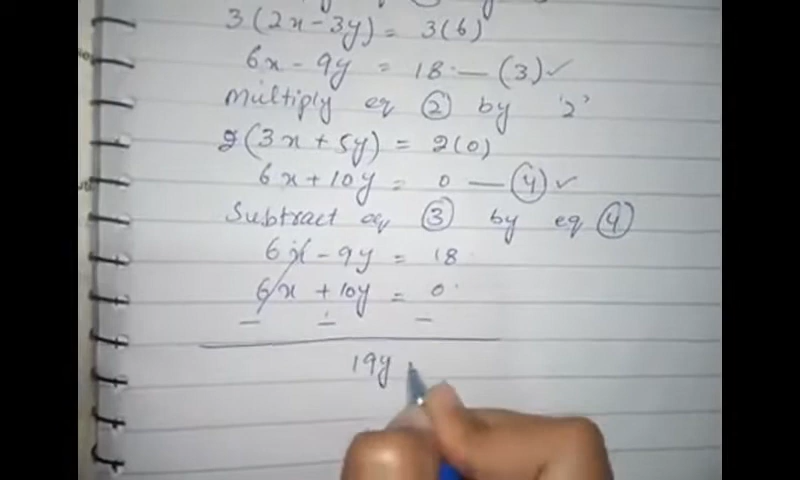 3(2x-3y) = 3(6)
6x - 9y = 18 — (3) ✓
Multiply eq ② by '2'
2(3x + 5y) = 2(0)
6x + 10y = 0 — ④ ✓
Subtract eq ③ by eq ④
6x - 9y = 18
6x + 10y = 0
— ± —
19y